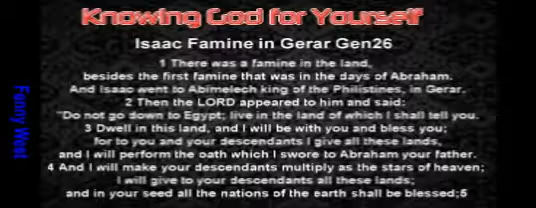 Knowing God for Yourself
Isaac Famine in Gerar Gen26
1 There was a famine in the land,
besides the first famine that was in the days of Abraham.
And Isaac went to Abimelech king of the Philistines, in Gerar.
2 Then the LORD appeared to him and said:
"Do not go down to Egypt; live in the land of which I shall tell you.
3 Dwell in this land, and I will be with you and bless you;
for to you and your descendants I give all these lands,
and I will perform the oath which I swore to Abraham your father.
4 And I will make your descendants multiply as the stars of heaven;
I will give to your descendants all these lands;
and in your seed all the nations of the earth shall be blessed;5
Fanny West